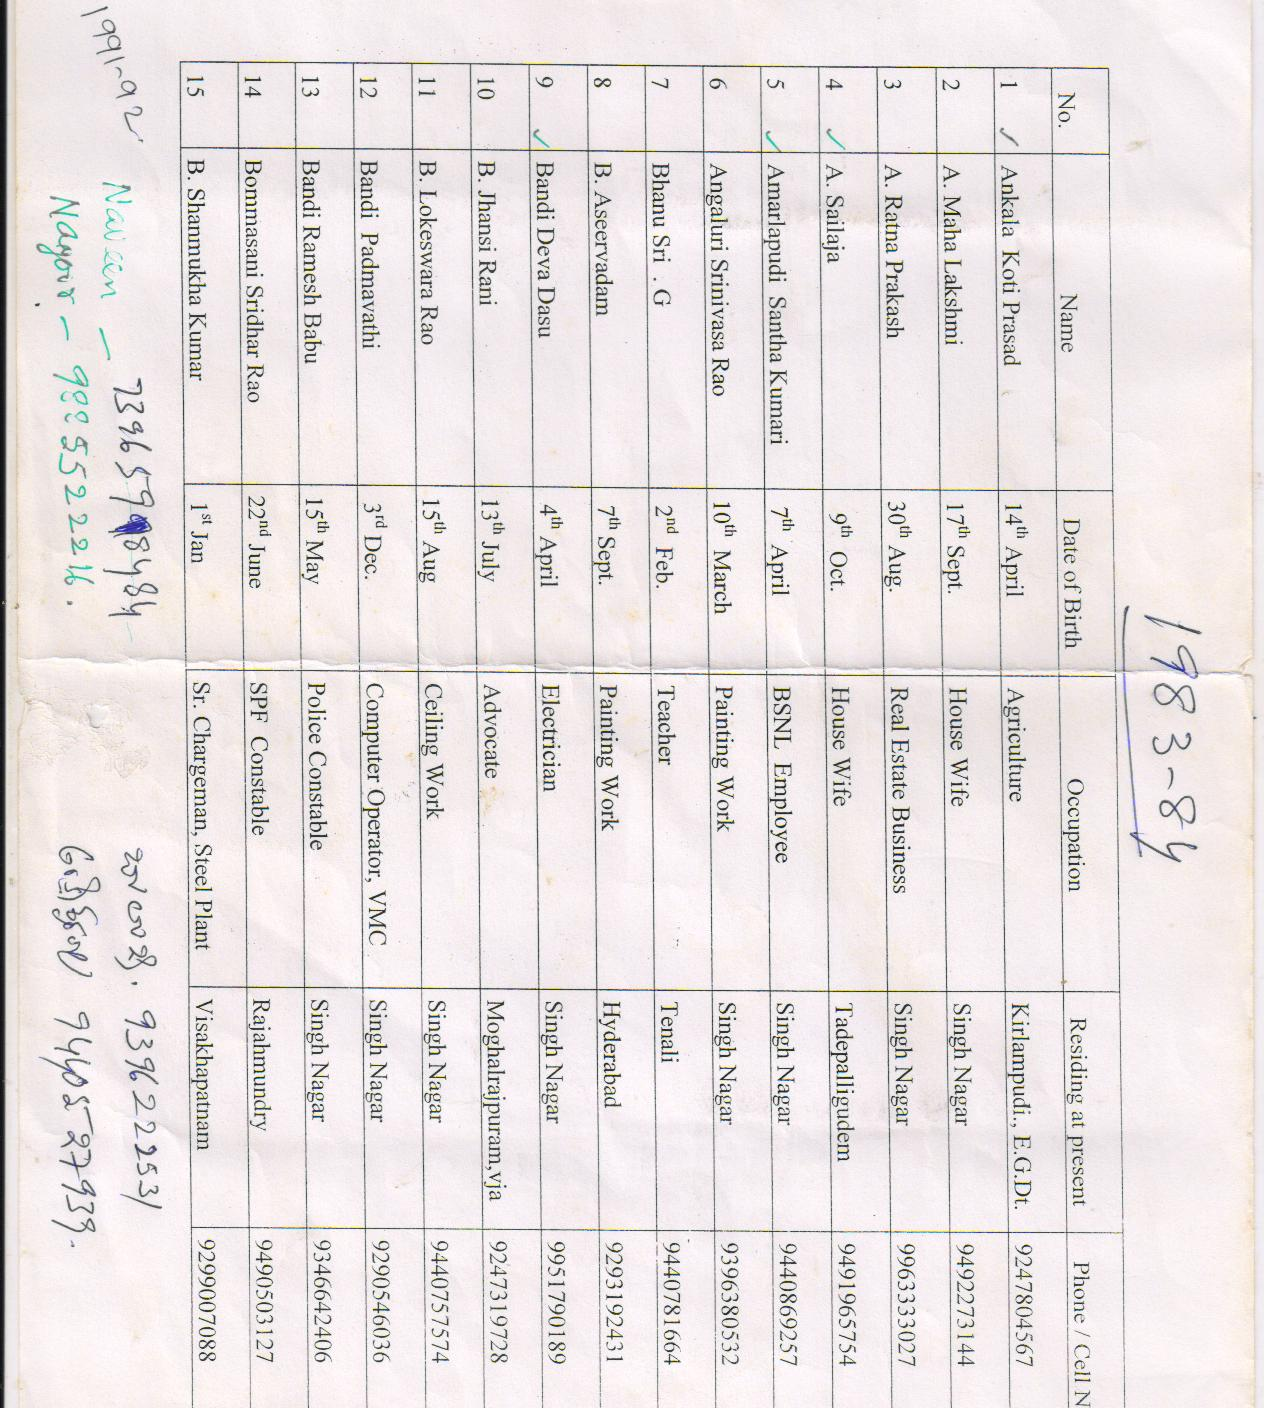 1983-84
No. Name Date of Birth Occupation Residing at present Phone / Cell N
1 ✓ Ankala Koti Prasad 14th April Agriculture Kirlampudi., E.G.Dt. 9247804567
2 A. Maha Lakshmi 17th Sept. House Wife Singh Nagar 9492273144
3 A. Ratna Prakash 30th Aug. Real Estate Business Singh Nagar 9963333027
4 ✓ A. Sailaja 9th Oct. House Wife Tadepalligudem 9491965754
5 ✓ Amarlapudi Santha Kumari 7th April BSNL Employee Singh Nagar 9440869257
6 Angaluri Srinivasa Rao 10th March Painting Work Singh Nagar 9396380532
7 Bhanu Sri . G 2nd Feb. Teacher Tenali 9440781664
8 B. Aseervadam 7th Sept. Painting Work Hyderabad 9293192431
9 ✓ Bandi Deva Dasu 4th April Electrician Singh Nagar 9951790189
10 B. Jhansi Rani 13th July Advocate Moghalrajpuram,vja 9247319728
11 B. Lokeswara Rao 15th Aug Ceiling Work Singh Nagar 9440757574
12 Bandi Padmavathi 3rd Dec. Computer Operator, VMC Singh Nagar 9290546036
13 Bandi Ramesh Babu 15th May Police Constable Singh Nagar 9346642406
14 Bommasani Sridhar Rao 22nd June SPF Constable Rajahmundry 9490503127
15 B. Shanmukha Kumar 1st Jan Sr. Chargeman, Steel Plant Visakhapatnam 9299007088
1991-92
Naveen – 9396222531
– 9885522216. 9440527939.